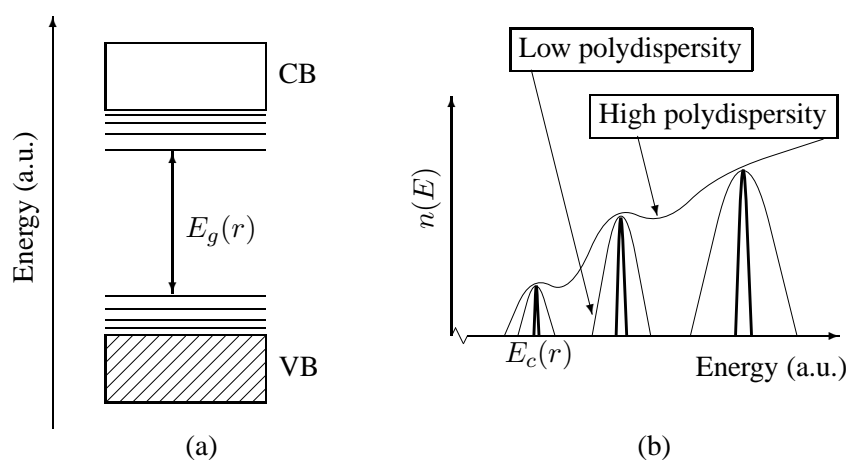 Energy (a.u.)
CB
E_g(r)
VB
(a)
Low polydispersity
High polydispersity
n(E)
E_c(r)
Energy (a.u.)
(b)